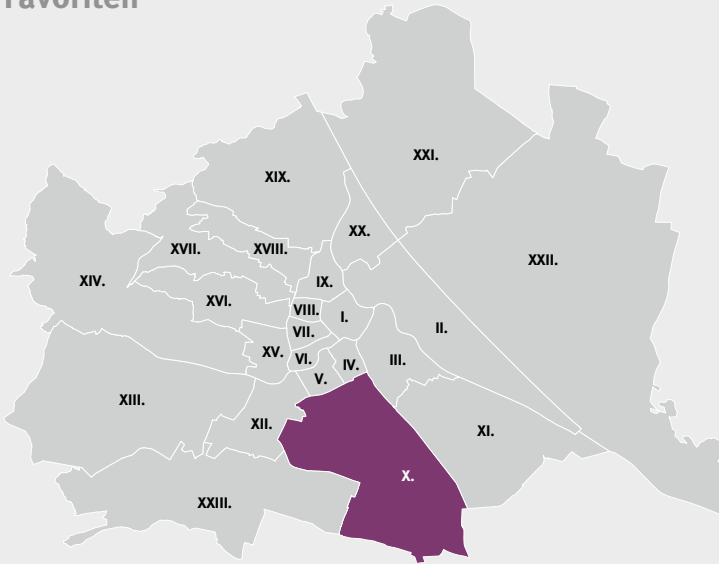 Favoriten
XXI.
XIX.
XX.
XVII.
XVIII.
XXII.
XIV.
IX.
XVI.
VIII.
I.
II.
VII.
XV.
VI.
IV.
III.
V.
XIII.
XII.
XI.
X.
XXIII.